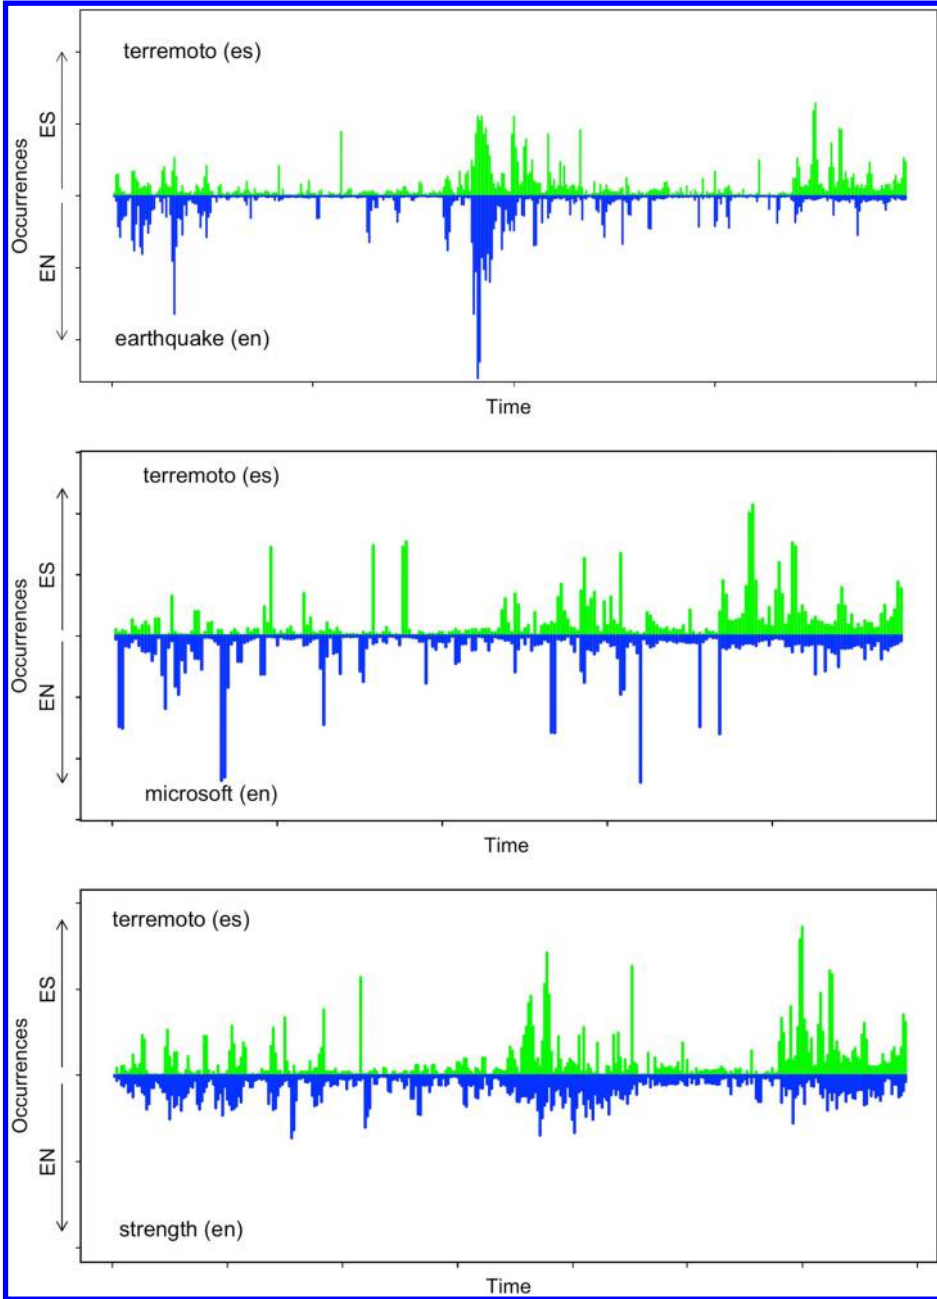 terremoto (es)
Occurrences
ES
EN
earthquake (en)
Time
terremoto (es)
Occurrences
ES
EN
microsoft (en)
Time
terremoto (es)
Occurrences
ES
EN
strength (en)
Time